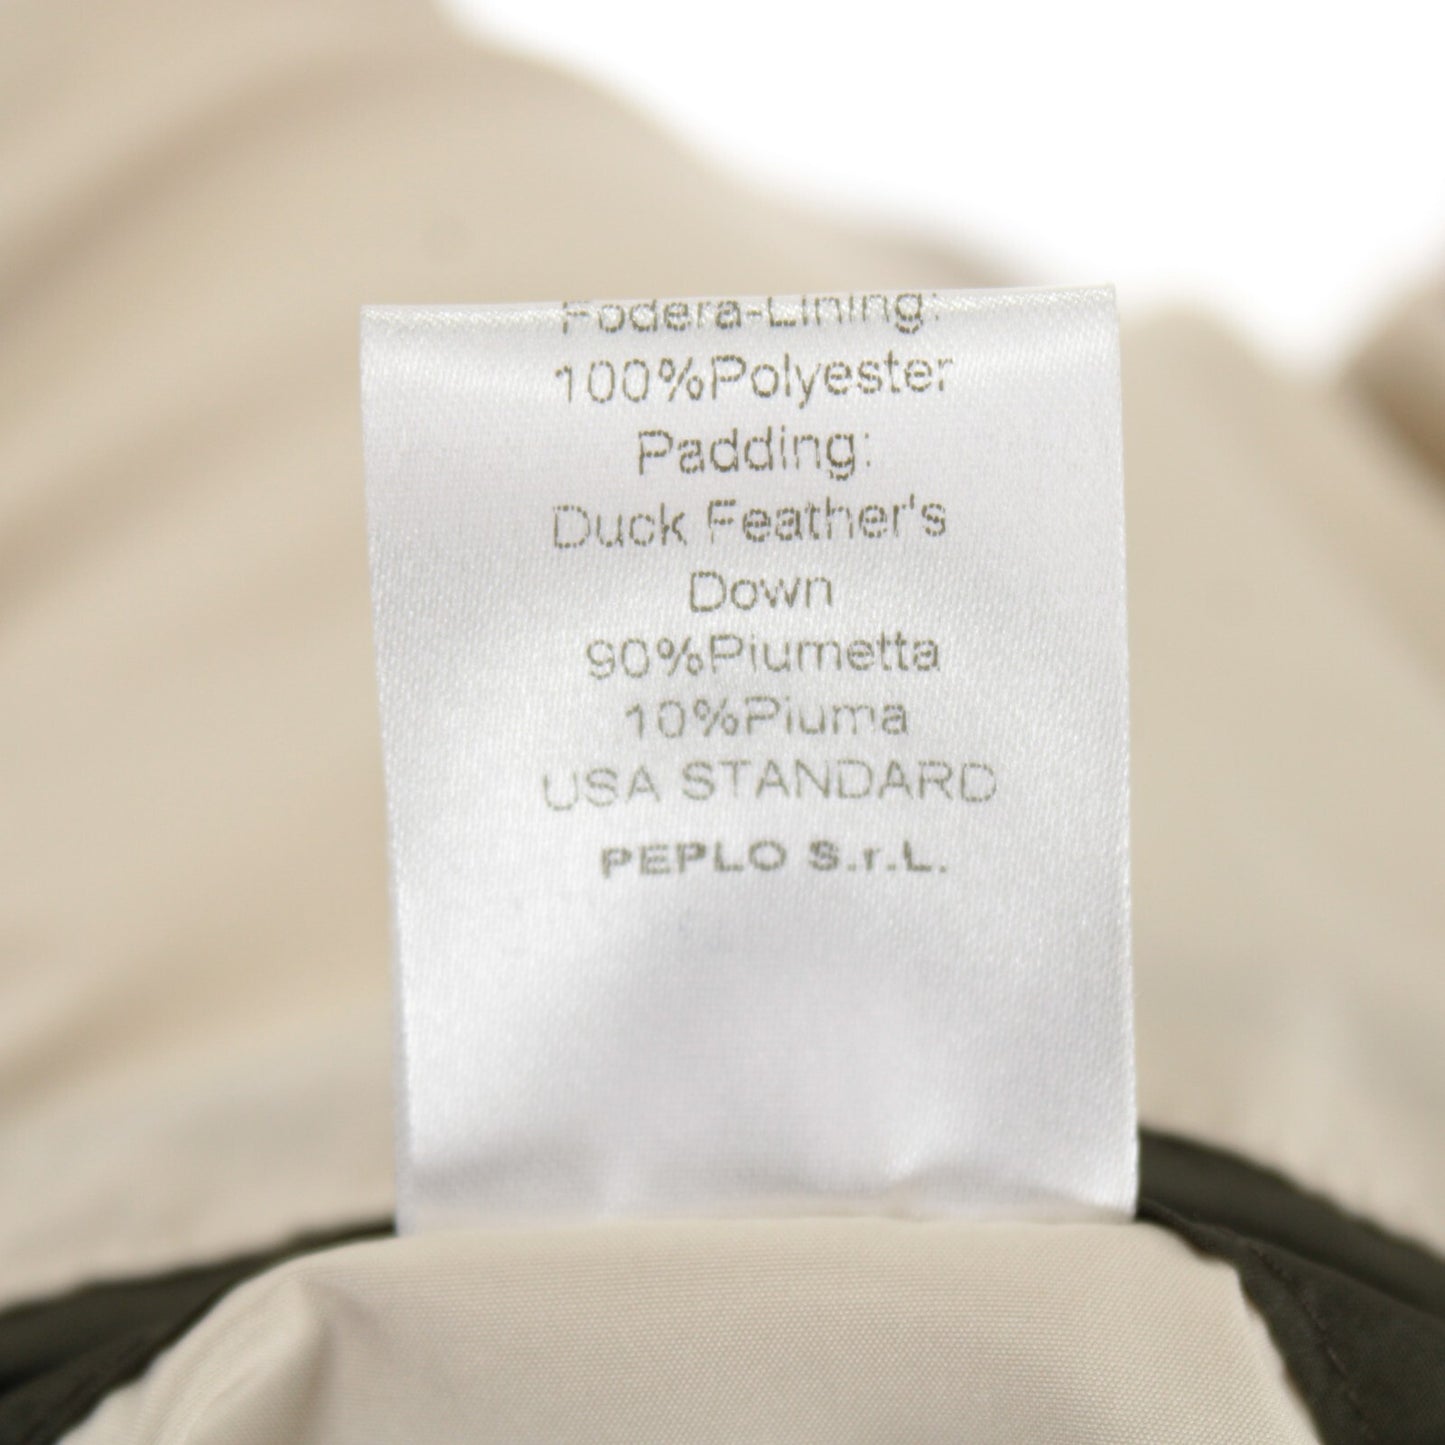 Fodera-Lining:
100%Polyester
Padding:
Duck Feather's
Down
90%Piumetta
10%Piuma
USA STANDARD
PEPLO S.r.L.